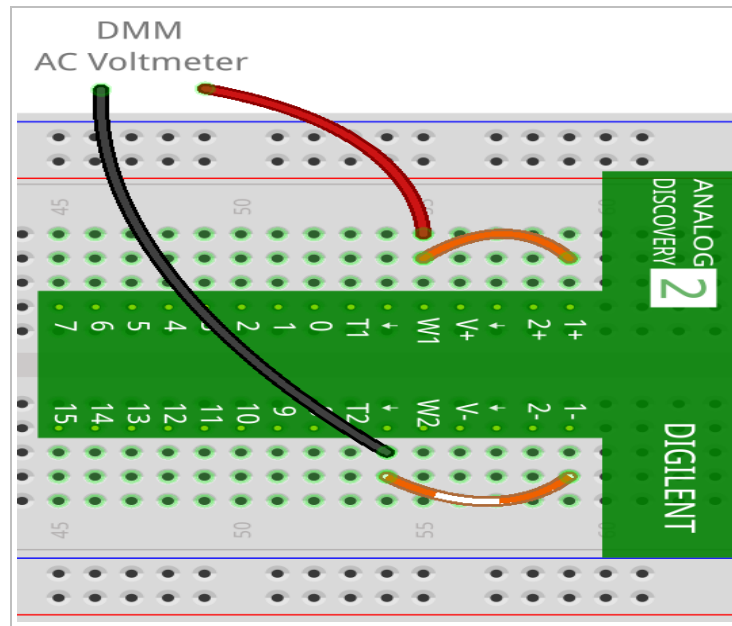 DMM
AC Voltmeter
45
50
55
ANALOG
DISCOVERY
2
7
6
5
4
2
1
0
T1
↓
W1
V+
↓
2+
1+
15
14
13
12
11
10
9
T2
↓
W2
V-
↓
2-
1-
DIGILENT
45
50
55